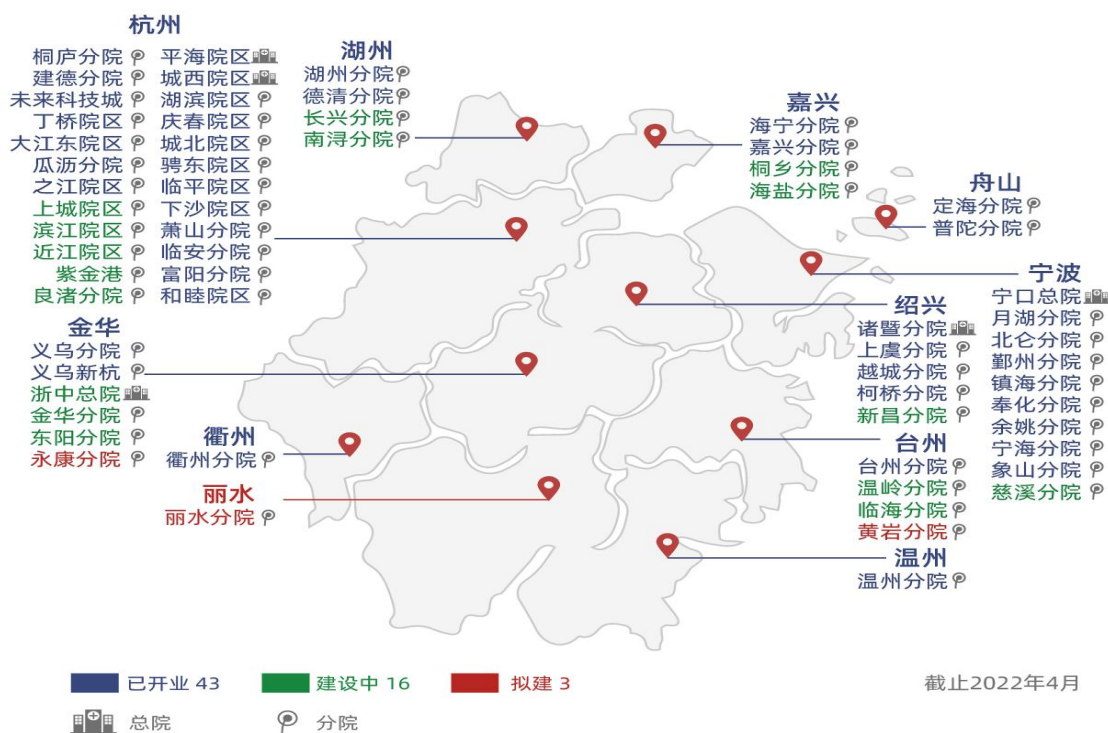 杭州
桐庐分院 平海院区
建德分院 城西院区
未来科技城 湖滨院区
丁桥院区 庆春院区
大江东院区 城北院区
瓜沥分院 骋东院区
之江院区 临平院区
上城院区 下沙院区
滨江院区 萧山分院
近江院区 临安分院
紫金港 富阳分院
良渚分院 和睦院区
湖州
湖州分院
德清分院
长兴分院
南浔分院
嘉兴
海宁分院
嘉兴分院
桐乡分院
海盐分院
舟山
定海分院
普陀分院
宁波
宁口总院
月湖分院
北仑分院
鄞州分院
镇海分院
奉化分院
余姚分院
宁海分院
象山分院
慈溪分院
绍兴
诸暨分院
上虞分院
越城分院
柯桥分院
新昌分院
金华
义乌分院
义乌新杭
浙中总院
金华分院
东阳分院
永康分院
衢州
衢州分院
丽水
丽水分院
台州
台州分院
温岭分院
临海分院
黄岩分院
温州
温州分院
已开业 43 建设中 16 拟建 3 截止2022年4月
总院 分院